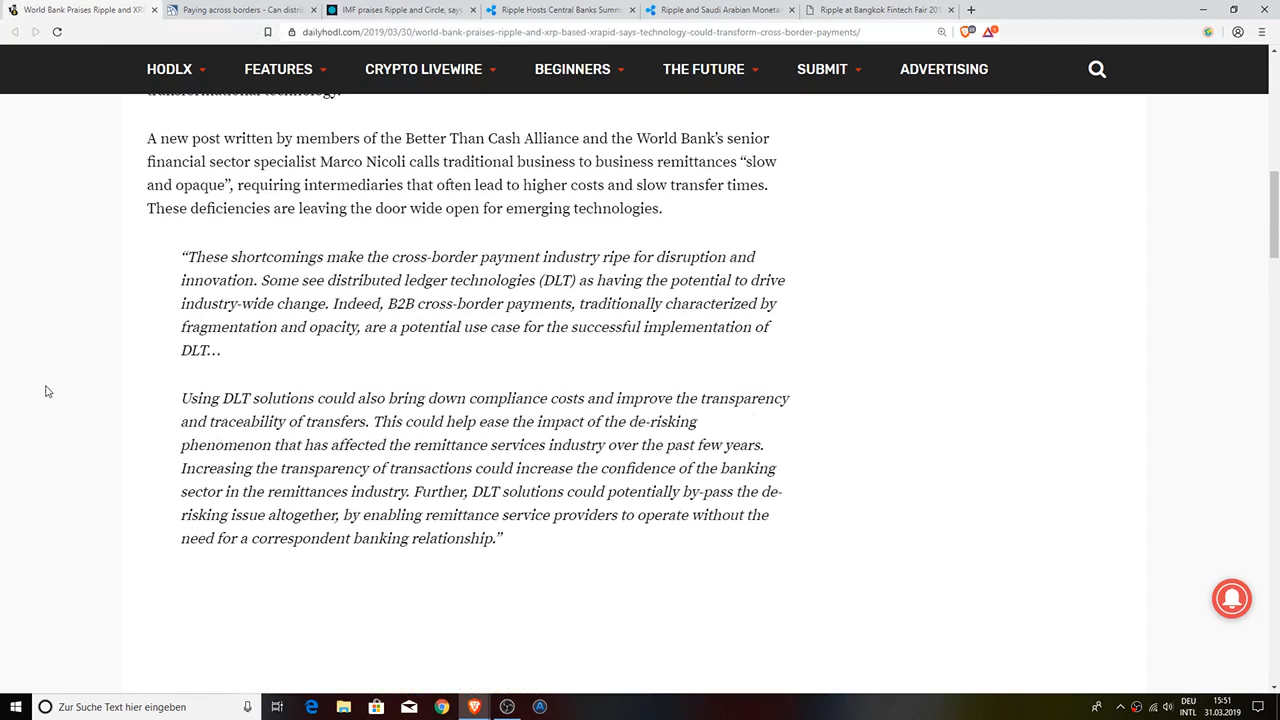 World Bank Praises Ripple and XRP
Paying across borders - Can distri
IMF praises Ripple and Circle, says
Ripple Hosts Central Banks Summ
Ripple and Saudi Arabian Moneta
Ripple at Bangkok Fintech Fair 201
dailyhodl.com/2019/03/30/world-bank-praises-ripple-and-xrp-based-xrapid-says-technology-could-transform-cross-border-payments/
HODLX FEATURES CRYPTO LIVEWIRE BEGINNERS THE FUTURE SUBMIT ADVERTISING
transformational technology.
A new post written by members of the Better Than Cash Alliance and the World Bank’s senior
financial sector specialist Marco Nicoli calls traditional business to business remittances “slow
and opaque”, requiring intermediaries that often lead to higher costs and slow transfer times.
These deficiencies are leaving the door wide open for emerging technologies.
“These shortcomings make the cross-border payment industry ripe for disruption and
innovation. Some see distributed ledger technologies (DLT) as having the potential to drive
industry-wide change. Indeed, B2B cross-border payments, traditionally characterized by
fragmentation and opacity, are a potential use case for the successful implementation of
DLT…
Using DLT solutions could also bring down compliance costs and improve the transparency
and traceability of transfers. This could help ease the impact of the de-risking
phenomenon that has affected the remittance services industry over the past few years.
Increasing the transparency of transactions could increase the confidence of the banking
sector in the remittances industry. Further, DLT solutions could potentially by-pass the de-
risking issue altogether, by enabling remittance service providers to operate without the
need for a correspondent banking relationship.”
Zur Suche Text hier eingeben
DEU
INTL
15:51
31.03.2019